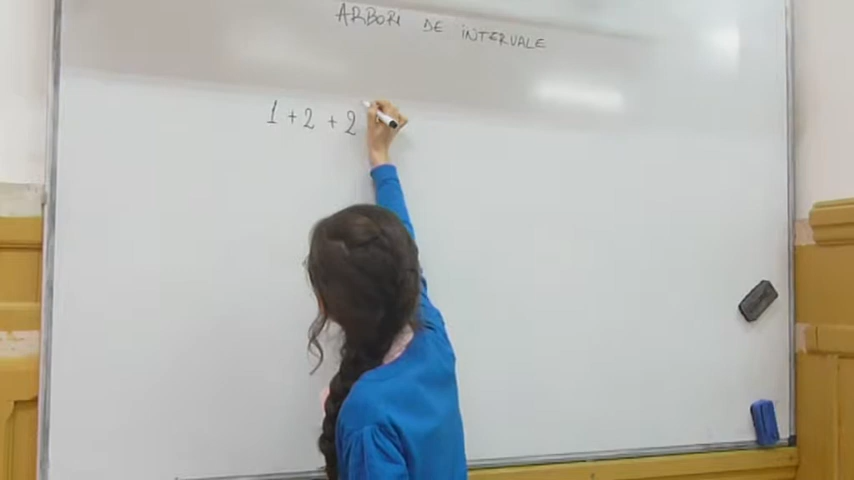 ARBORI DE INTERVALE
1 + 2 + 2